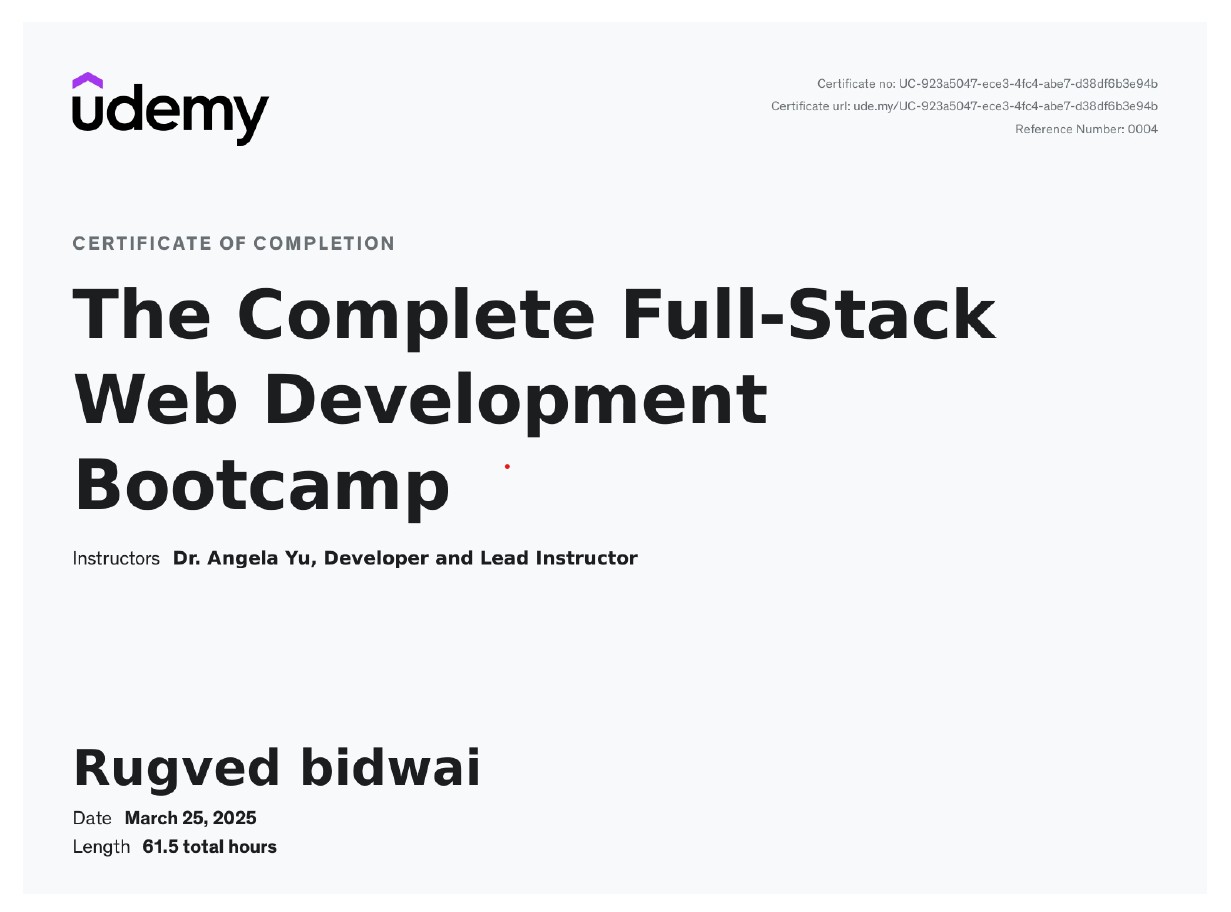 udemy
Certificate no: UC-923a5047-ece3-4fc4-abe7-d38df6b3e94b
Certificate url: ude.my/UC-923a5047-ece3-4fc4-abe7-d38df6b3e94b
Reference Number: 0004
CERTIFICATE OF COMPLETION
The Complete Full-Stack
Web Development
Bootcamp
Instructors Dr. Angela Yu, Developer and Lead Instructor
Rugved bidwai
Date March 25, 2025
Length 61.5 total hours